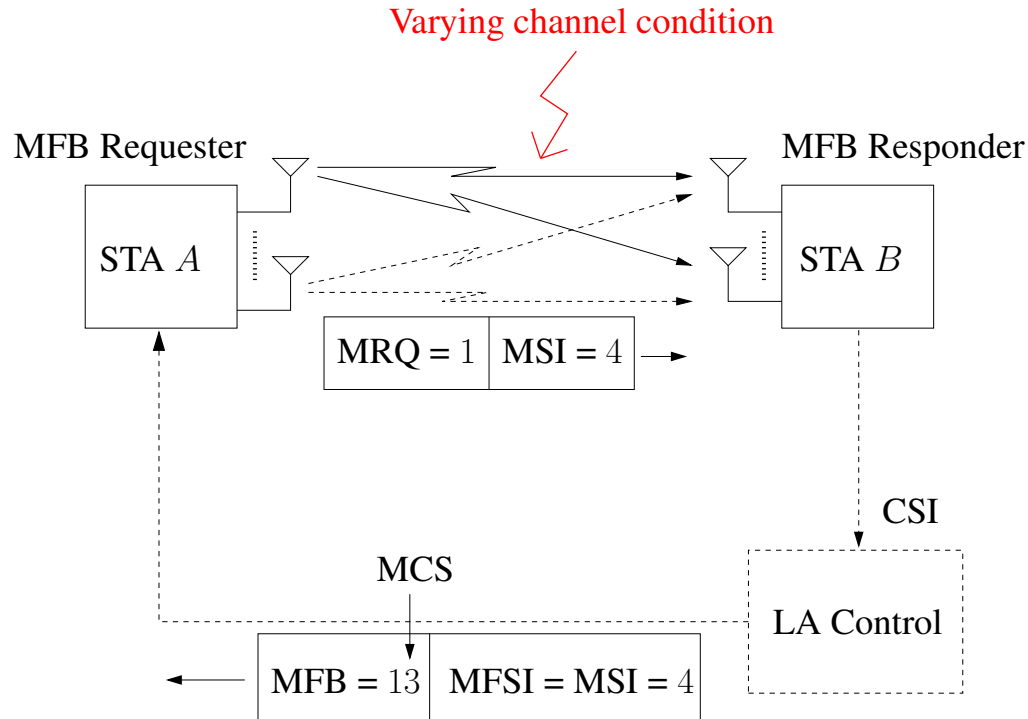 Varying channel condition
MFB Requester
MFB Responder
STA A
STA B
MRQ = 1
MSI = 4
CSI
MCS
LA Control
MFB = 13
MFSI = MSI = 4